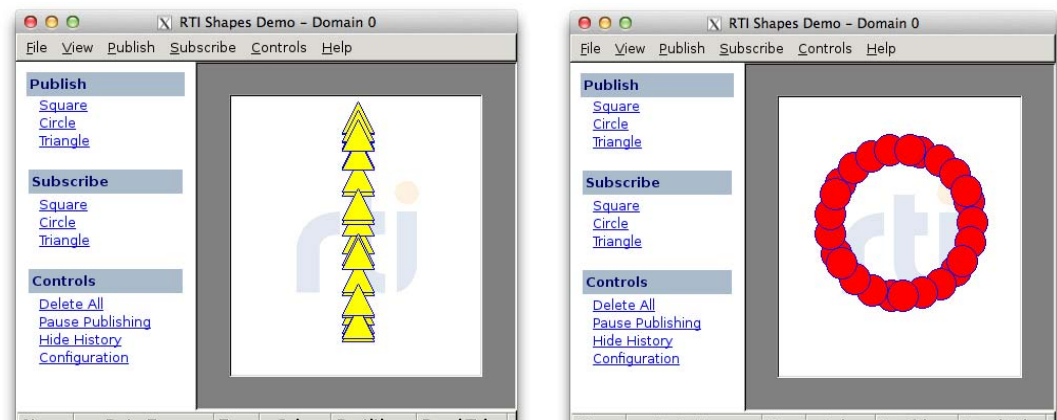 RTI Shapes Demo – Domain 0
File View Publish Subscribe Controls Help
Publish
Square
Circle
Triangle
Subscribe
Square
Circle
Triangle
Controls
Delete All
Pause Publishing
Hide History
Configuration
rti
RTI Shapes Demo – Domain 0
File View Publish Subscribe Controls Help
Publish
Square
Circle
Triangle
Subscribe
Square
Circle
Triangle
Controls
Delete All
Pause Publishing
Hide History
Configuration
rti